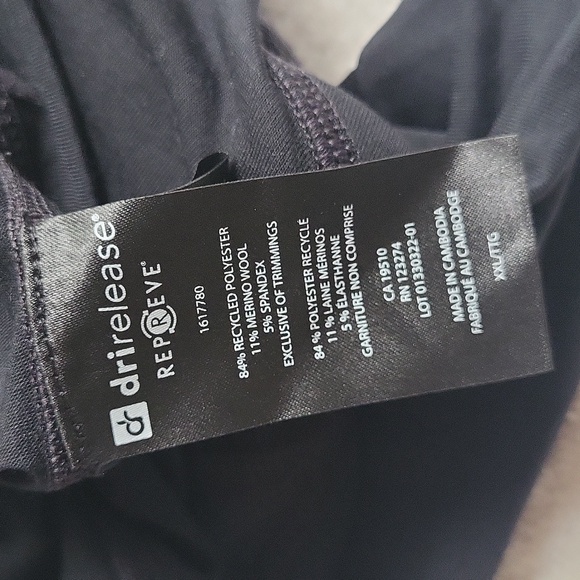 dr drirelease®
REPREVE®
1617780
84% RECYCLED POLYESTER
11% MERINO WOOL
5% SPANDEX
EXCLUSIVE OF TRIMMINGS
84 % POLYESTER RECYCLÉ
11 % LAINE MÉRINOS
5 % ÉLASTHANNE
GARNITURE NON COMPRISE
CA 19510
RN 123274
LOT 01330322-01
MADE IN CAMBODIA
FABRIQUÉ AU CAMBODGE
XXL/TTG